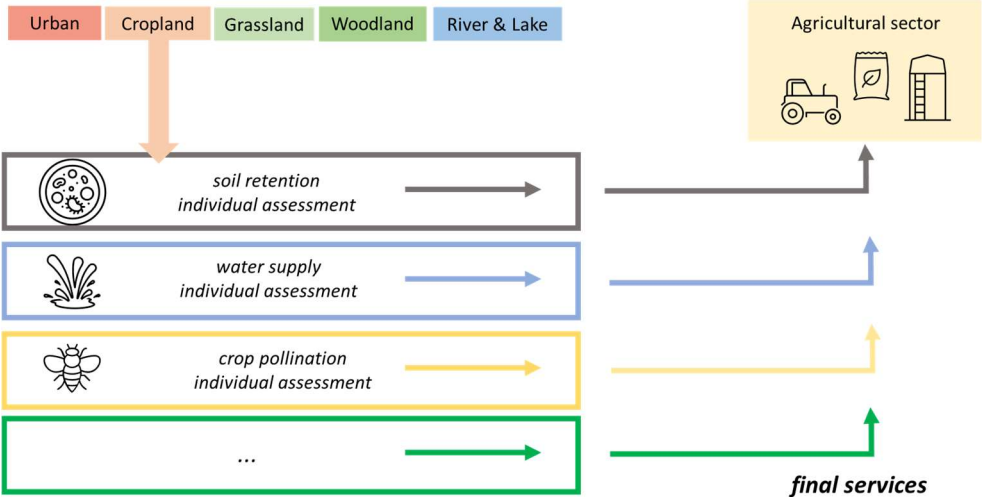 Urban
Cropland
Grassland
Woodland
River & Lake
Agricultural sector
soil retention
individual assessment
water supply
individual assessment
crop pollination
individual assessment
...
final services